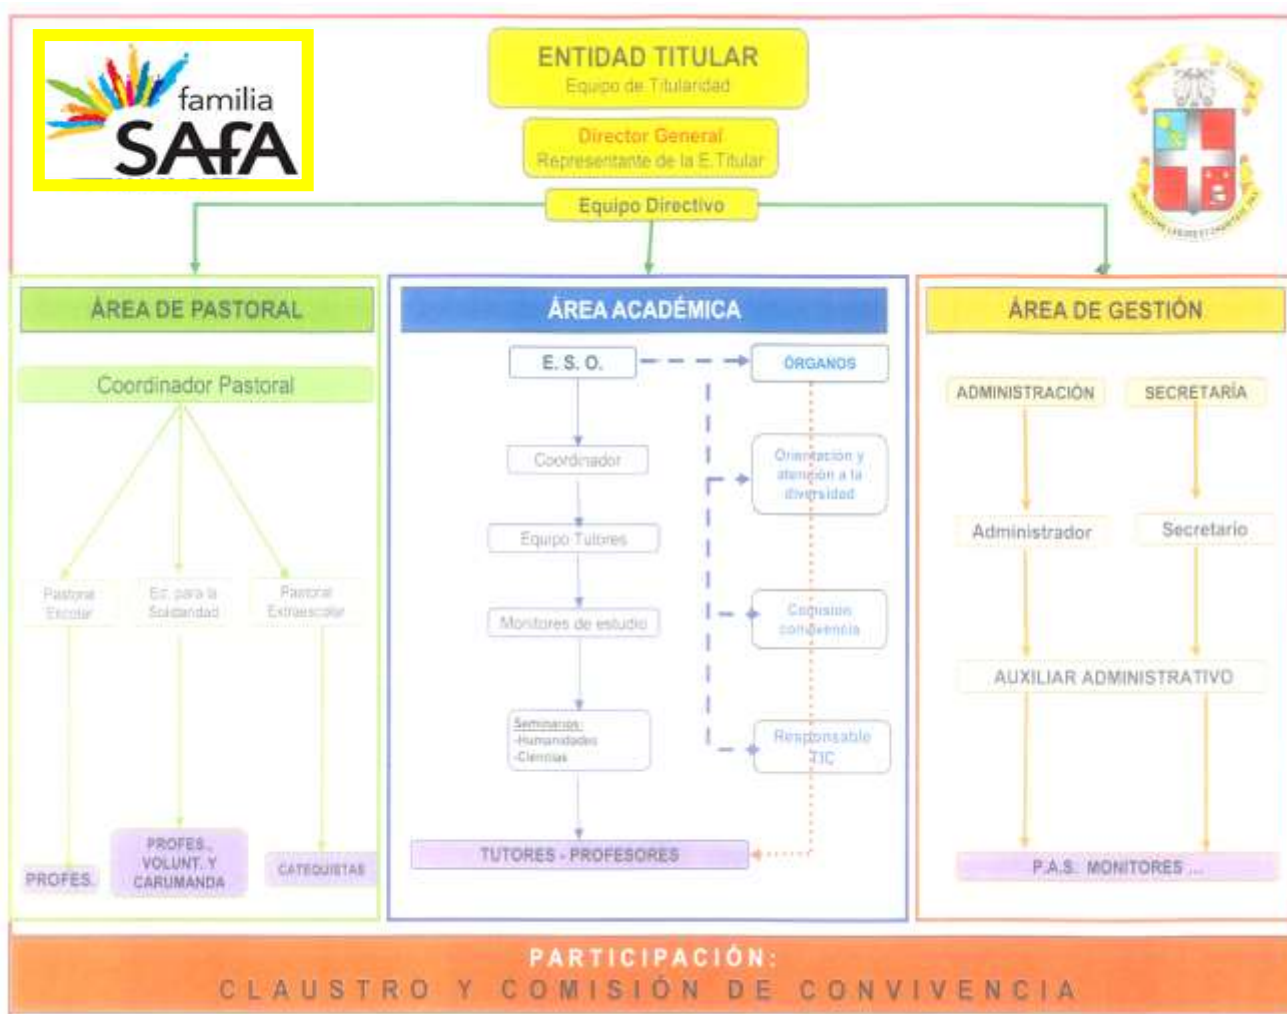 familia
SAfA
ENTIDAD TITULAR
Equipo de Titularidad
Director General
Representante de la E.Titular
Equipo Directivo
ÁREA DE PASTORAL
Coordinador Pastoral
Pastoral
Escolar
Ed. para la
Solidaridad
Pastoral
Extraescolar
PROFES.
PROFES.,
VOLUNT. Y
CARUMANDA
CATEQUISTAS
ÁREA ACADÉMICA
E. S. O.
Coordinador
Equipo Tutores
Monitores de estudio
Seminarios:
-Humanidades
-Ciencias
TUTORES - PROFESORES
ÓRGANOS
Orientación y
atención a la
diversidad
Comisión
convivencia
Responsable
TIC
ÁREA DE GESTIÓN
ADMINISTRACIÓN
SECRETARÍA
Administrador
Secretario
AUXILIAR ADMINISTRATIVO
P.A.S. MONITORES ...
PARTICIPACIÓN:
CLAUSTRO Y COMISIÓN DE CONVIVENCIA